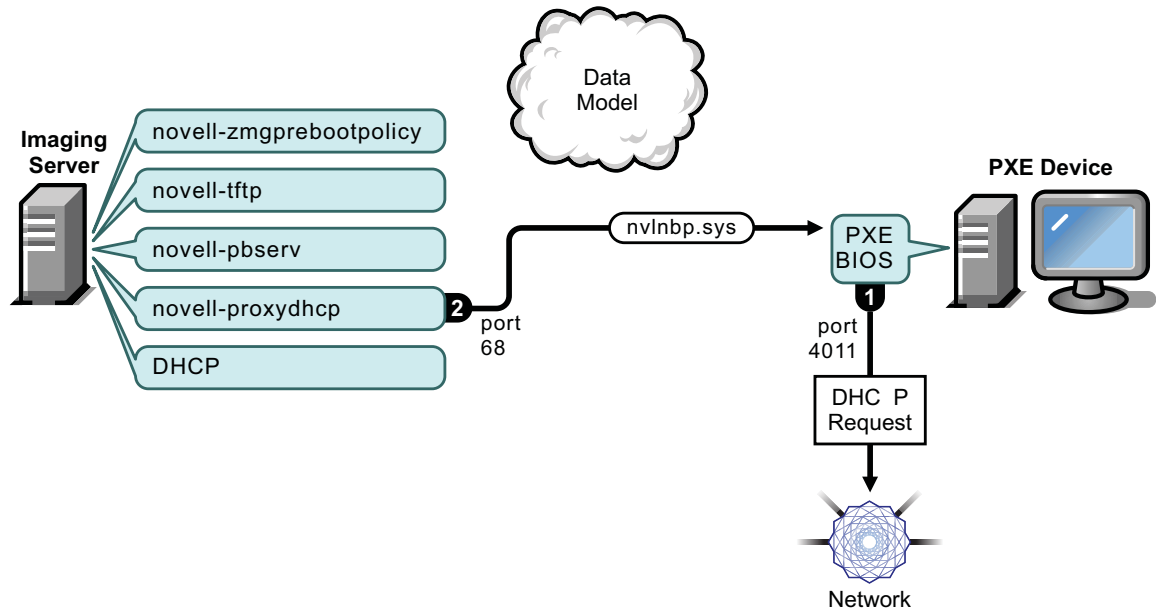 Data
Model
Imaging
Server
novell-zmgprebootpolicy
novell-tftp
novell-pbserv
novell-proxydhcp
DHCP
2
port
68
nvlnbp.sys
PXE Device
PXE
BIOS
1
port
4011
DHC P
Request
Network